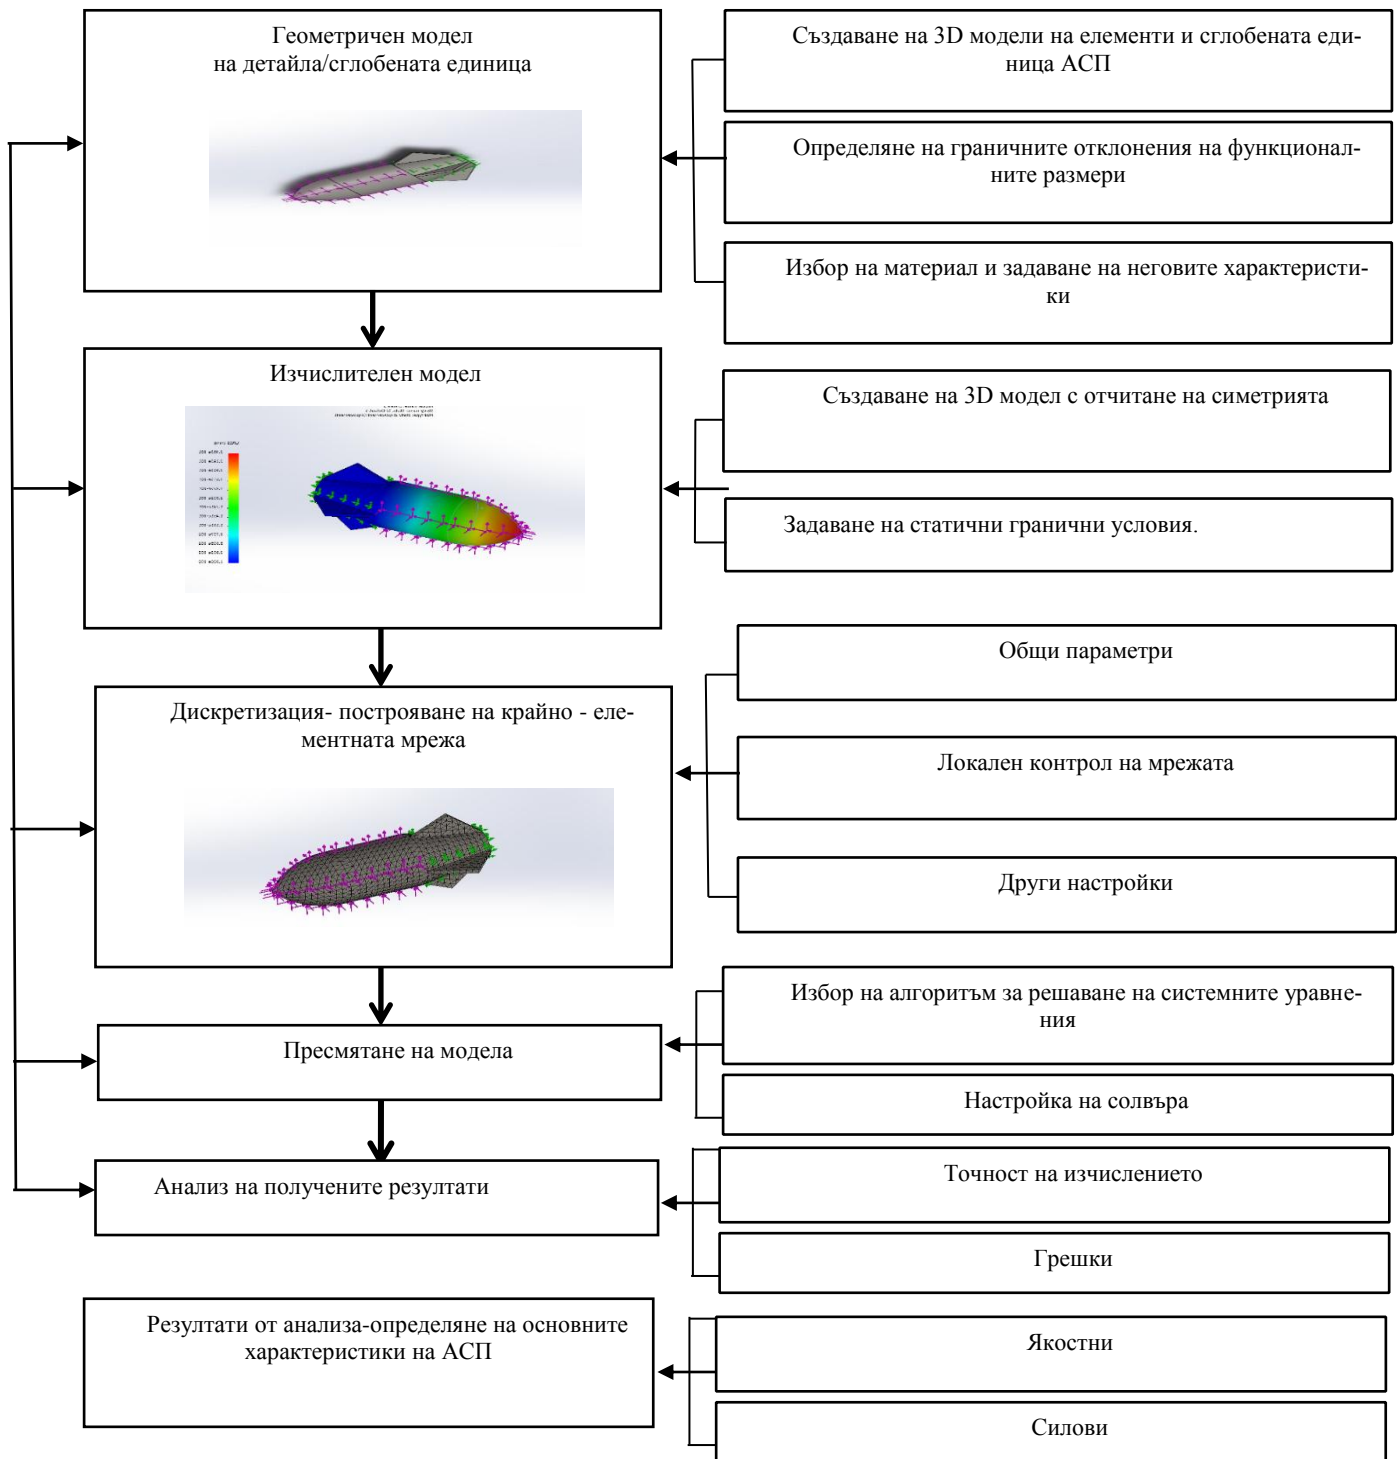 Геометричен модел
на детайла/сглобената единица
Създаване на 3D модели на елементи и сглобената еди-
ница АСП
Определяне на граничните отклонения на функционал-
ните размери
Избор на материал и задаване на неговите характеристи-
ки
Изчислителен модел
Създаване на 3D модел с отчитане на симетрията
Задаване на статични гранични условия.
Дискретизация- построяване на крайно - еле-
ментната мрежа
Общи параметри
Локален контрол на мрежата
Други настройки
Пресмятане на модела
Избор на алгоритъм за решаване на системните уравне-
ния
Настройка на солвъра
Анализ на получените резултати
Точност на изчислението
Грешки
Резултати от анализа-определяне на основните
характеристики на АСП
Якостни
Силови